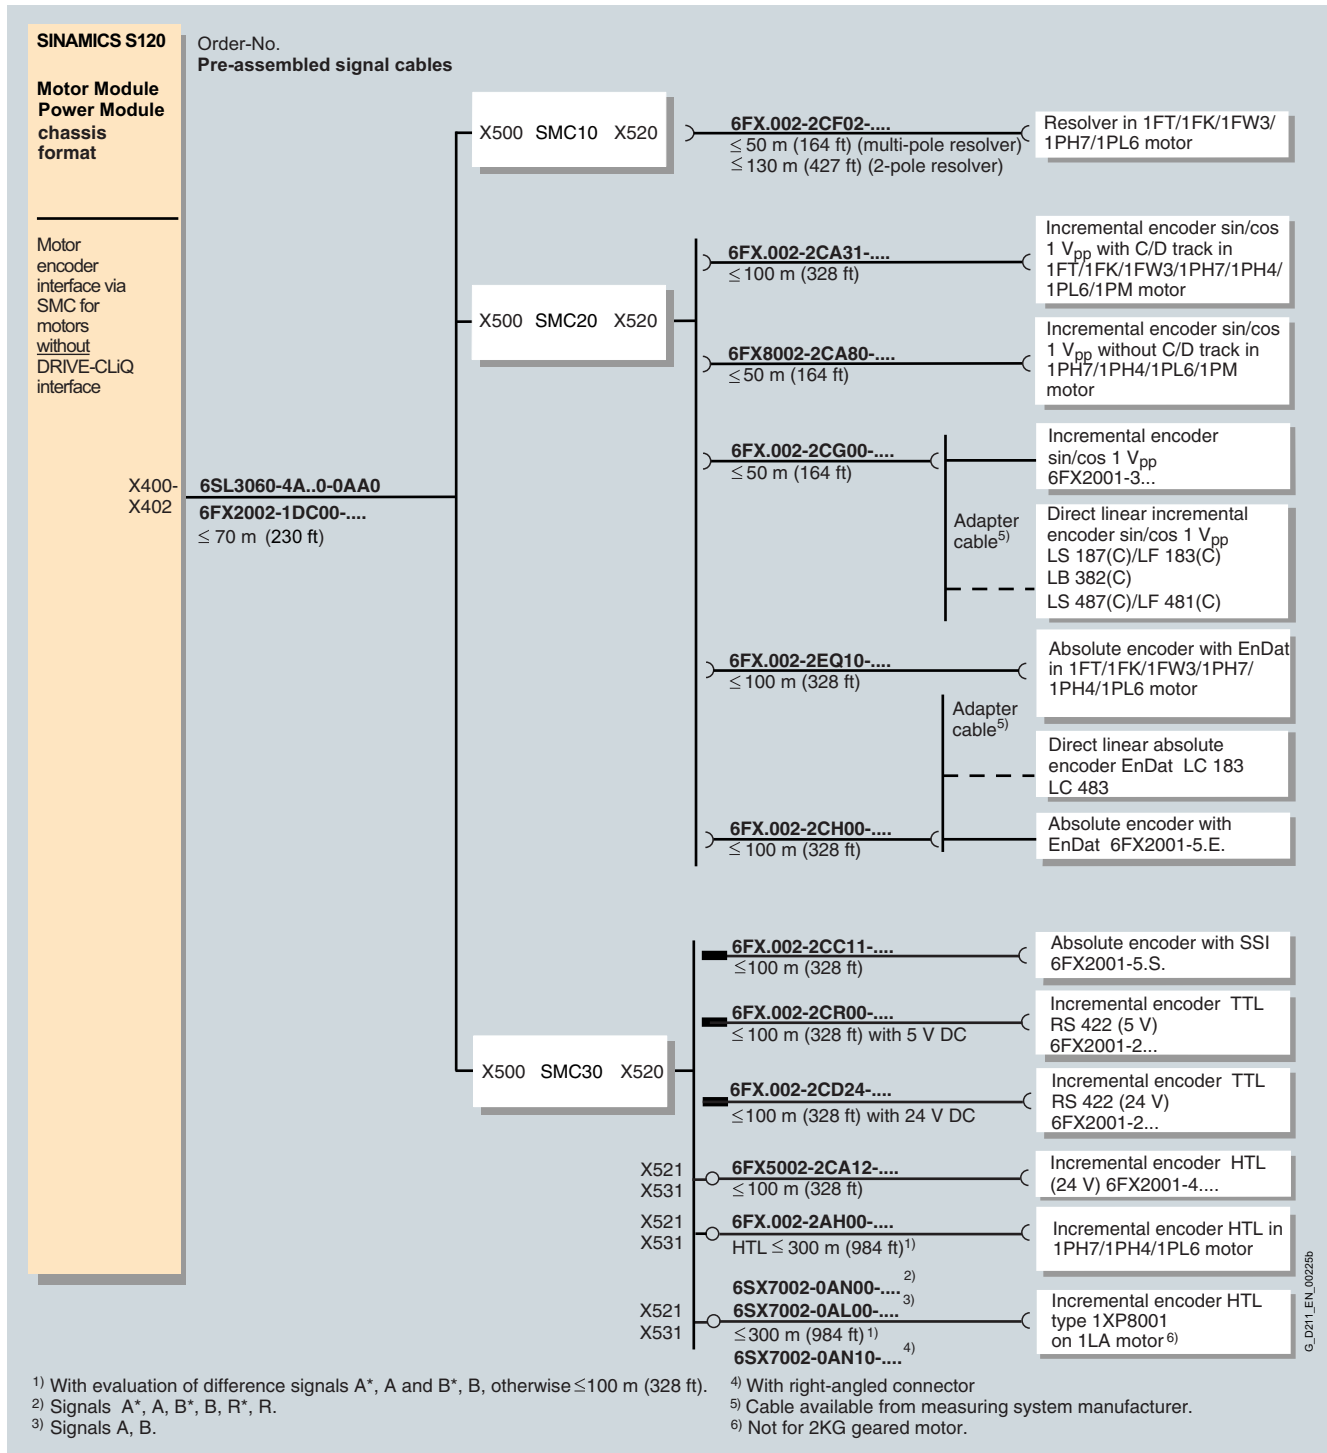 SINAMICS S120
Motor Module
Power Module
chassis
format
Motor
encoder
interface via
SMC for
motors
without
DRIVE-CLiQ
interface
X400-
X402
Order-No.
Pre-assembled signal cables
6SL3060-4A..0-0AA0
6FX2002-1DC00-....
≤ 70 m (230 ft)
X500 SMC10 X520
6FX.002-2CF02-....
≤ 50 m (164 ft) (multi-pole resolver)
≤ 130 m (427 ft) (2-pole resolver)
Resolver in 1FT/1FK/1FW3/
1PH7/1PL6 motor
X500 SMC20 X520
6FX.002-2CA31-....
≤ 100 m (328 ft)
Incremental encoder sin/cos
1 Vpp with C/D track in
1FT/1FK/1FW3/1PH7/1PH4/
1PL6/1PM motor
6FX8002-2CA80-....
≤ 50 m (164 ft)
Incremental encoder sin/cos
1 Vpp without C/D track in
1PH7/1PH4/1PL6/1PM
motor
6FX.002-2CG00-....
≤ 50 m (164 ft)
Incremental encoder
sin/cos 1 Vpp
6FX2001-3...
Adapter
cable5)
Direct linear incremental
encoder sin/cos 1 Vpp
LS 187(C)/LF 183(C)
LB 382(C)
LS 487(C)/LF 481(C)
6FX.002-2EQ10-....
≤ 100 m (328 ft)
Absolute encoder with EnDat
in 1FT/1FK/1FW3/1PH7/
1PH4/1PL6 motor
Adapter
cable5)
Direct linear absolute
encoder EnDat LC 183
LC 483
6FX.002-2CH00-....
≤ 100 m (328 ft)
Absolute encoder with
EnDat 6FX2001-5.E.
X500 SMC30 X520
6FX.002-2CC11-....
≤100 m (328 ft)
Absolute encoder with SSI
6FX2001-5.S.
6FX.002-2CR00-....
≤ 100 m (328 ft) with 5 V DC
Incremental encoder TTL
RS 422 (5 V)
6FX2001-2...
6FX.002-2CD24-....
≤100 m (328 ft) with 24 V DC
Incremental encoder TTL
RS 422 (24 V)
6FX2001-2...
X521
X531
6FX5002-2CA12-....
≤ 100 m (328 ft)
Incremental encoder HTL
(24 V) 6FX2001-4....
X521
X531
6FX.002-2AH00-....
HTL ≤ 300 m (984 ft)1)
Incremental encoder HTL in
1PH7/1PH4/1PL6 motor
X521
X531
6SX7002-0AN00-.... 2)
6SX7002-0AL00-.... 3)
≤300 m (984 ft) 1)
6SX7002-0AN10-.... 4)
Incremental encoder HTL
type 1XP8001
on 1LA motor 6)
G_D211_EN_00225b
1) With evaluation of difference signals A*, A and B*, B, otherwise ≤100 m (328 ft).
2) Signals A*, A, B*, B, R*, R.
3) Signals A, B.
4) With right-angled connector
5) Cable available from measuring system manufacturer.
6) Not for 2KG geared motor.